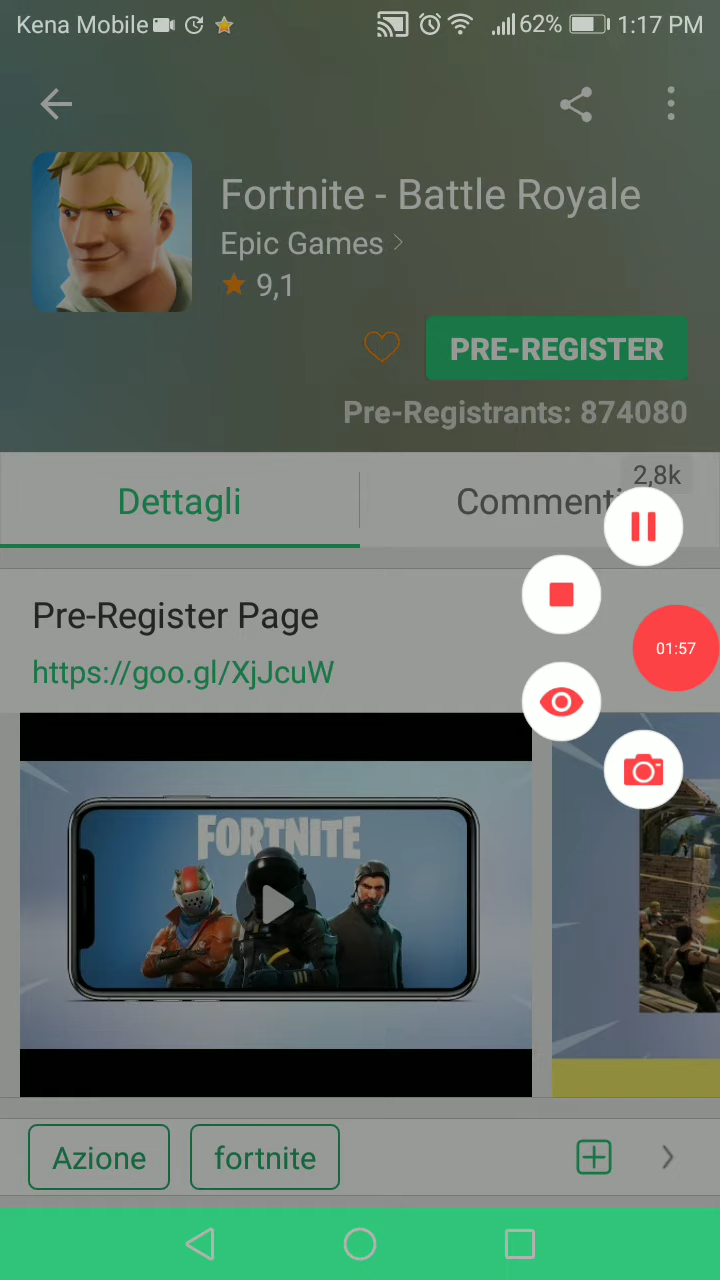 Kena Mobile 62% 1:17 PM
Fortnite - Battle Royale
Epic Games
9,1
PRE-REGISTER
Pre-Registrants: 874080
2,8k
Dettagli Commenti
Pre-Register Page
01:57
https://goo.gl/XjJcuW
FORTNITE
Azione fortnite